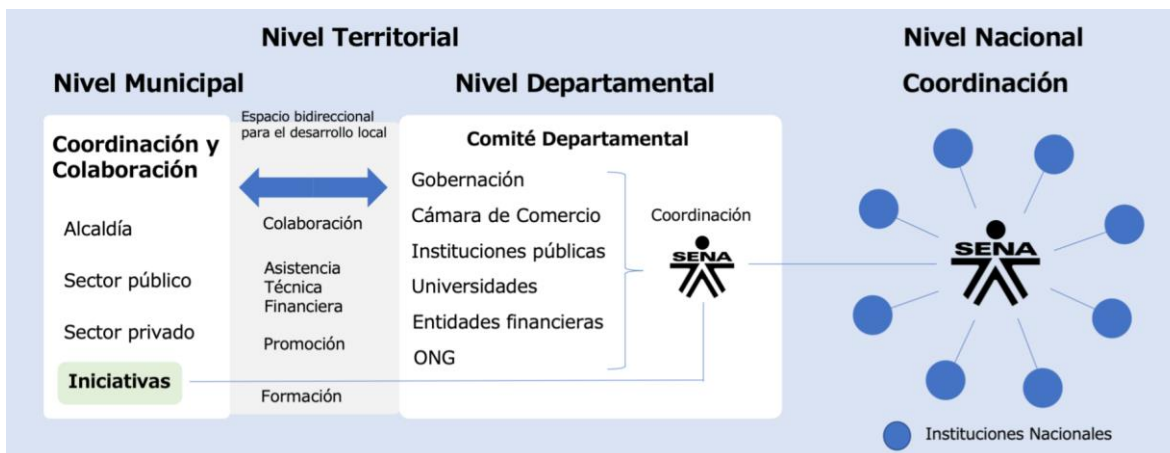 Nivel Territorial
Nivel Nacional
Nivel Municipal
Nivel Departamental
Coordinación
Espacio bidireccional
para el desarrollo local
Coordinación y
Colaboración
Alcaldía
Sector público
Sector privado
Iniciativas
Colaboración
Asistencia
Técnica
Financiera
Promoción
Formación
Comité Departamental
Gobernación
Cámara de Comercio
Instituciones públicas
Universidades
Entidades financieras
ONG
Coordinación
SENA
SENA
Instituciones Nacionales